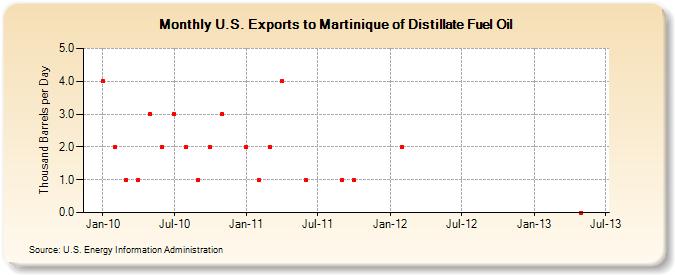 Monthly U.S. Exports to Martinique of Distillate Fuel Oil
Thousand Barrels per Day
5.0
4.0
3.0
2.0
1.0
0.0
Jan-10 Jul-10 Jan-11 Jul-11 Jan-12 Jul-12 Jan-13 Jul-13
Source: U.S. Energy Information Administration